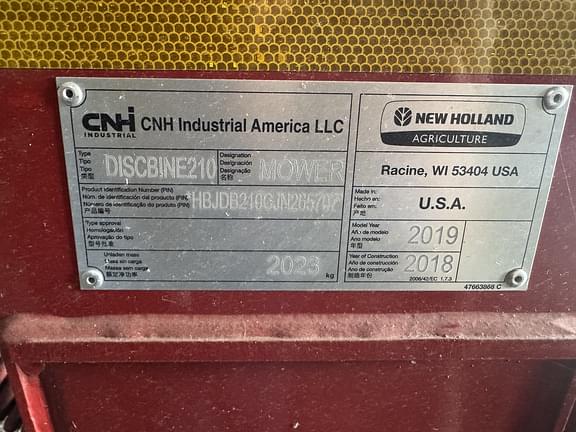 CNH INDUSTRIAL
CNH Industrial America LLC
NEW HOLLAND
AGRICULTURE
Type
Tipo
Tipo
类型
DISCBINE210
Designation
Designación
Designação
名称
MOWER
Product Identification Number (PIN)
Núm. de identificación del producto (PIN)
Número de identificação do produto (PIN)
产品编号
Type approval
Homologación
Aprovação do tipo
型号批准
Unladen mass
Masa sin carga
Massa sem carga
额定净功率
2023
kg
Racine, WI 53404 USA
Made in:
Hecho en:
Feito em:
产地
U.S.A.
Model Year
Año de modelo
Ano modelo
年型
2019
Year of Construction
Año de construcción
Ano de construção
制造年份
2018
2006/42/EC 1.7.3
47663868 C